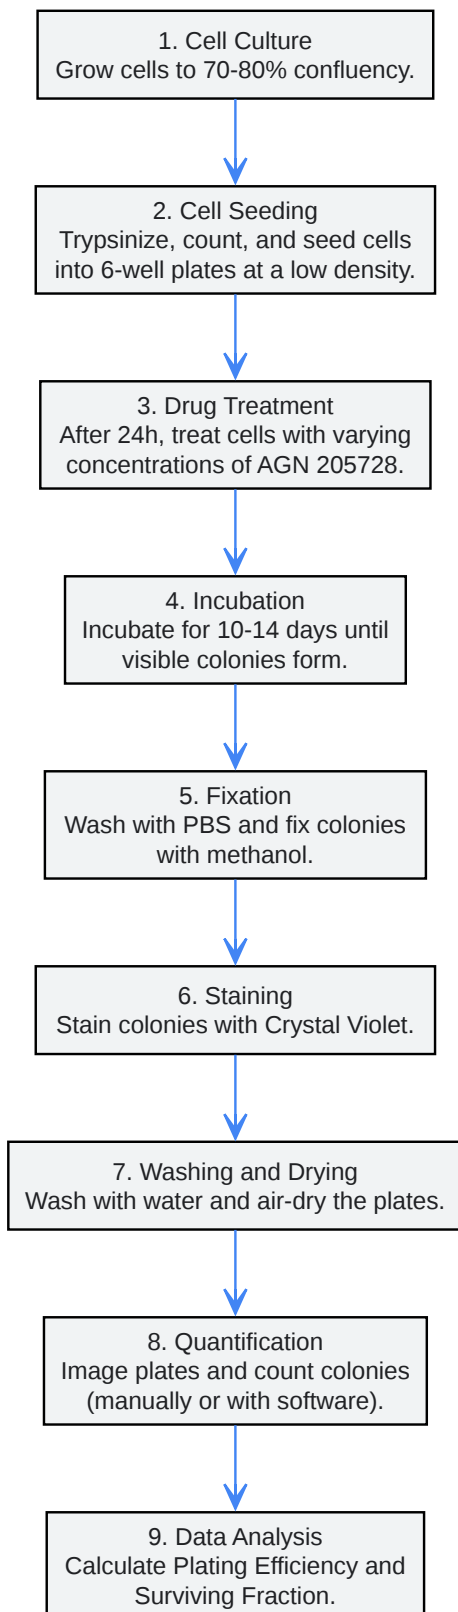 1. Cell Culture
Grow cells to 70-80% confluency.
2. Cell Seeding
Trypsinize, count, and seed cells
into 6-well plates at a low density.
3. Drug Treatment
After 24h, treat cells with varying
concentrations of AGN 205728.
4. Incubation
Incubate for 10-14 days until
visible colonies form.
5. Fixation
Wash with PBS and fix colonies
with methanol.
6. Staining
Stain colonies with Crystal Violet.
7. Washing and Drying
Wash with water and air-dry the plates.
8. Quantification
Image plates and count colonies
(manually or with software).
9. Data Analysis
Calculate Plating Efficiency and
Surviving Fraction.